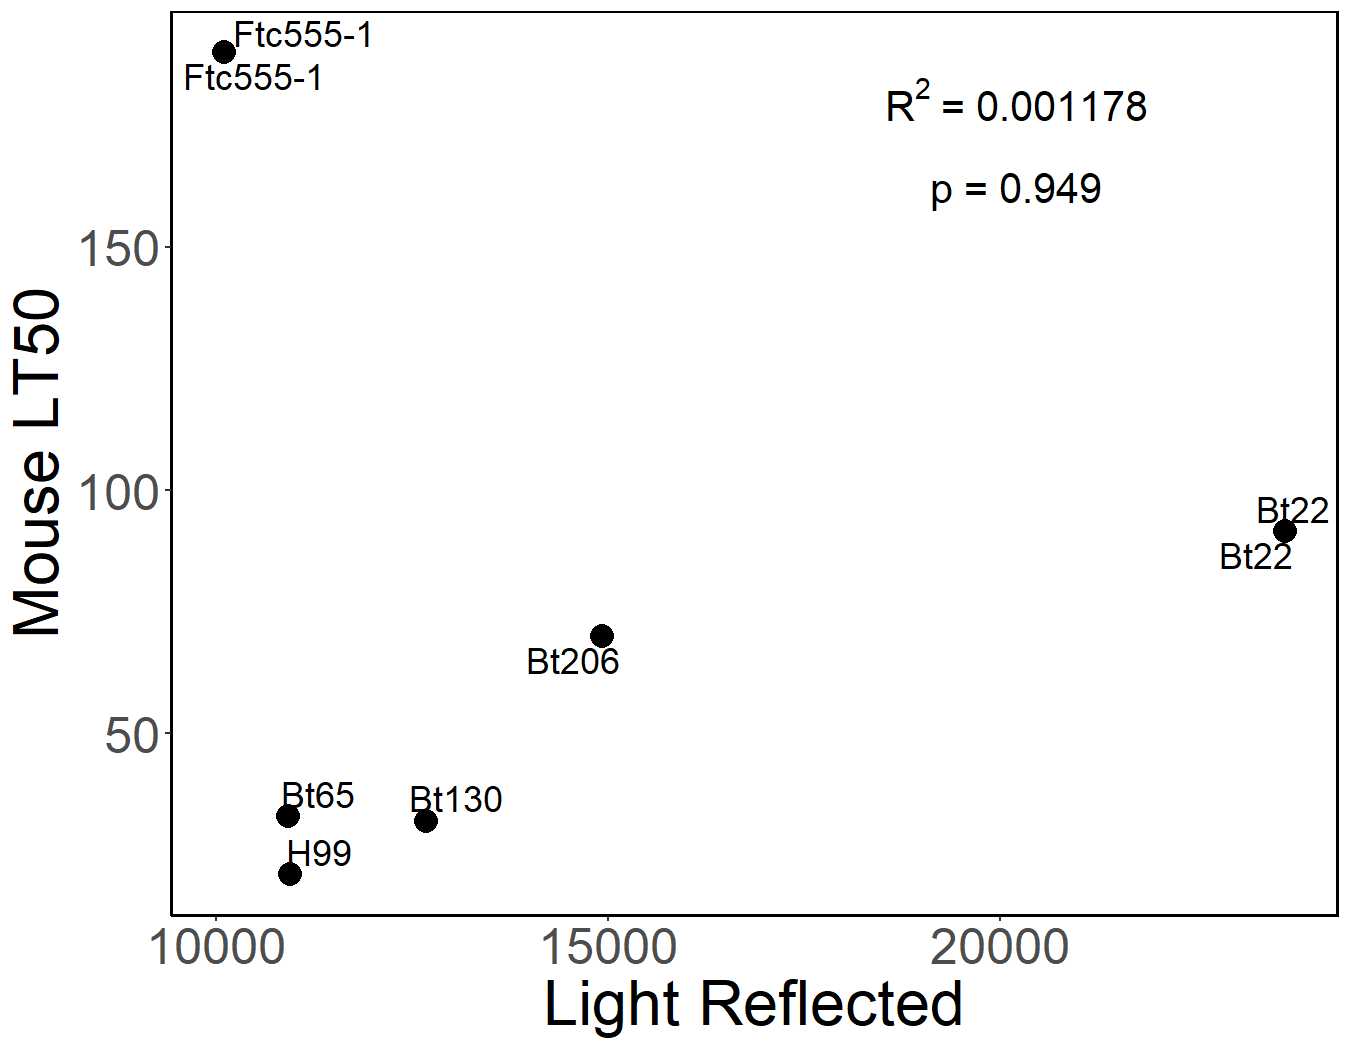 Ftc555-1
Ftc555-1
R² = 0.001178
p = 0.949
150
100
50
Mouse LT50
Bt22
Bt22
Bt206
Bt65
Bt130
H99
10000 15000 20000
Light Reflected